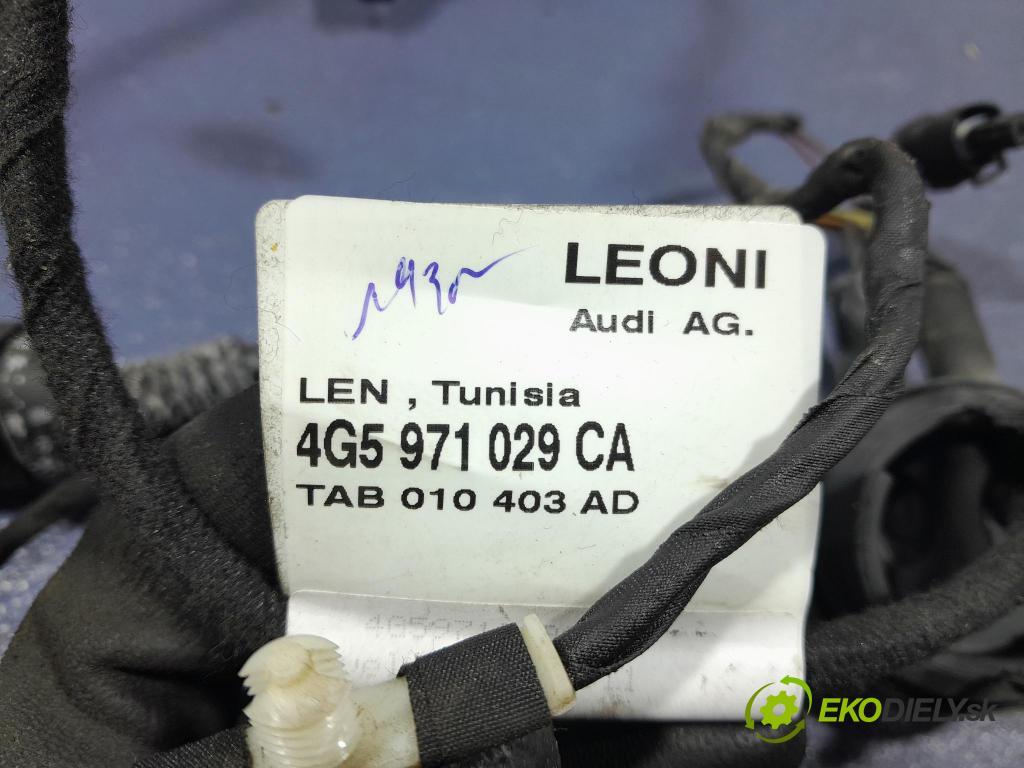 LEONI
Audi AG.
LEN , Tunisia
4G5 971 029 CA
TAB 010 403 AD
EKODIELY.sk